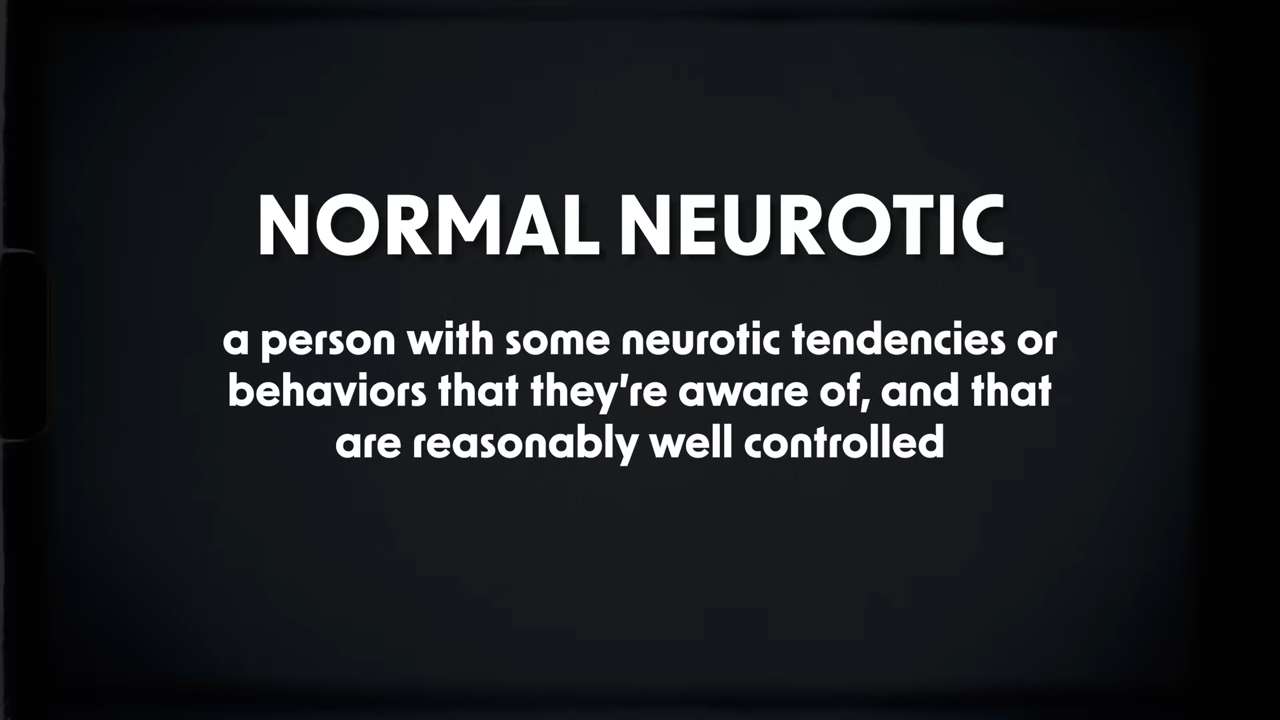 NORMAL NEUROTIC
a person with some neurotic tendencies or
behaviors that they're aware of, and that
are reasonably well controlled